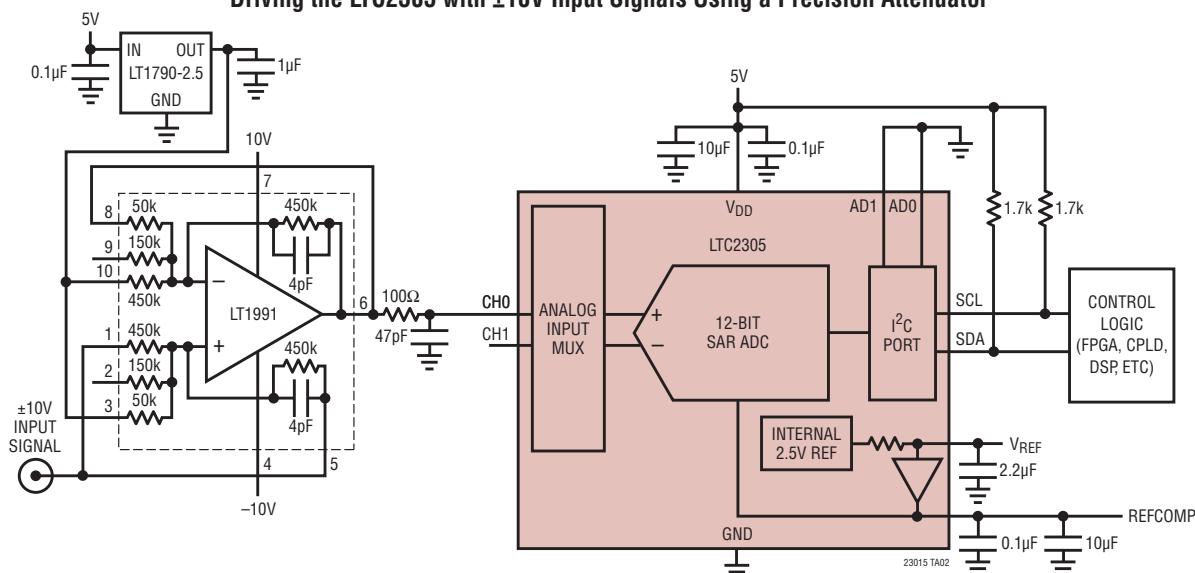 Driving the LTC2305 with ±10V Input Signals Using a Precision Attenuator
5V
IN OUT
LT1790-2.5
GND
0.1µF
1µF
10V
7
8 50k
9 150k
10 450k
1 450k
2 150k
3 50k
450k
4pF
LT1991
–
+
6
450k
4pF
4
5
–10V
±10V
INPUT
SIGNAL
100Ω
47pF
CH0
CH1
5V
10µF
0.1µF
VDD
AD1 AD0
LTC2305
ANALOG
INPUT
MUX
+
–
12-BIT
SAR ADC
I2C
PORT
SCL
SDA
1.7k
1.7k
CONTROL
LOGIC
(FPGA, CPLD,
DSP, ETC)
INTERNAL
2.5V REF
VREF
2.2µF
REFCOMP
0.1µF
10µF
GND
23015 TA02